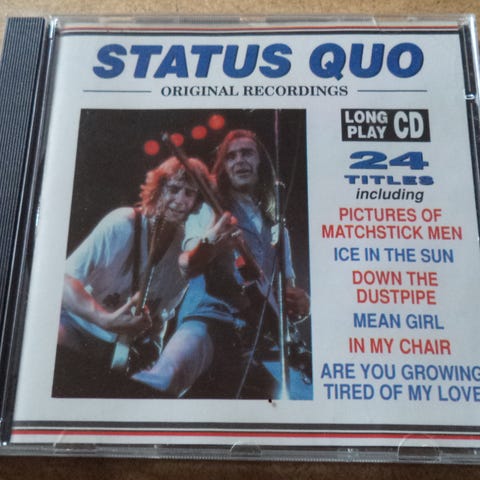 STATUS QUO
ORIGINAL RECORDINGS
LONG
PLAY CD
24
TITLES
including
PICTURES OF
MATCHSTICK MEN
ICE IN THE SUN
DOWN THE
DUSTPIPE
MEAN GIRL
IN MY CHAIR
ARE YOU GROWING
TIRED OF MY LOVE